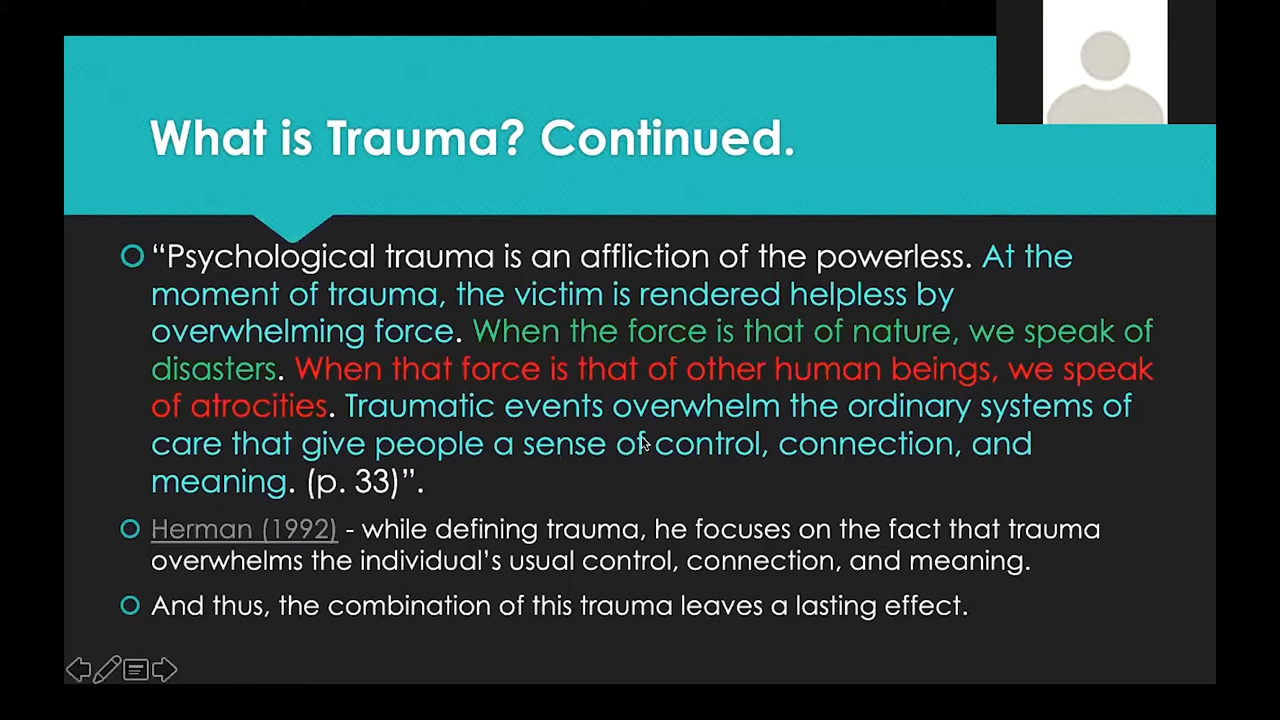 What is Trauma? Continued.
“Psychological trauma is an affliction of the powerless. At the
moment of trauma, the victim is rendered helpless by
overwhelming force. When the force is that of nature, we speak of
disasters. When that force is that of other human beings, we speak
of atrocities. Traumatic events overwhelm the ordinary systems of
care that give people a sense of control, connection, and
meaning. (p. 33)”.
Herman (1992) - while defining trauma, he focuses on the fact that trauma
overwhelms the individual’s usual control, connection, and meaning.
And thus, the combination of this trauma leaves a lasting effect.